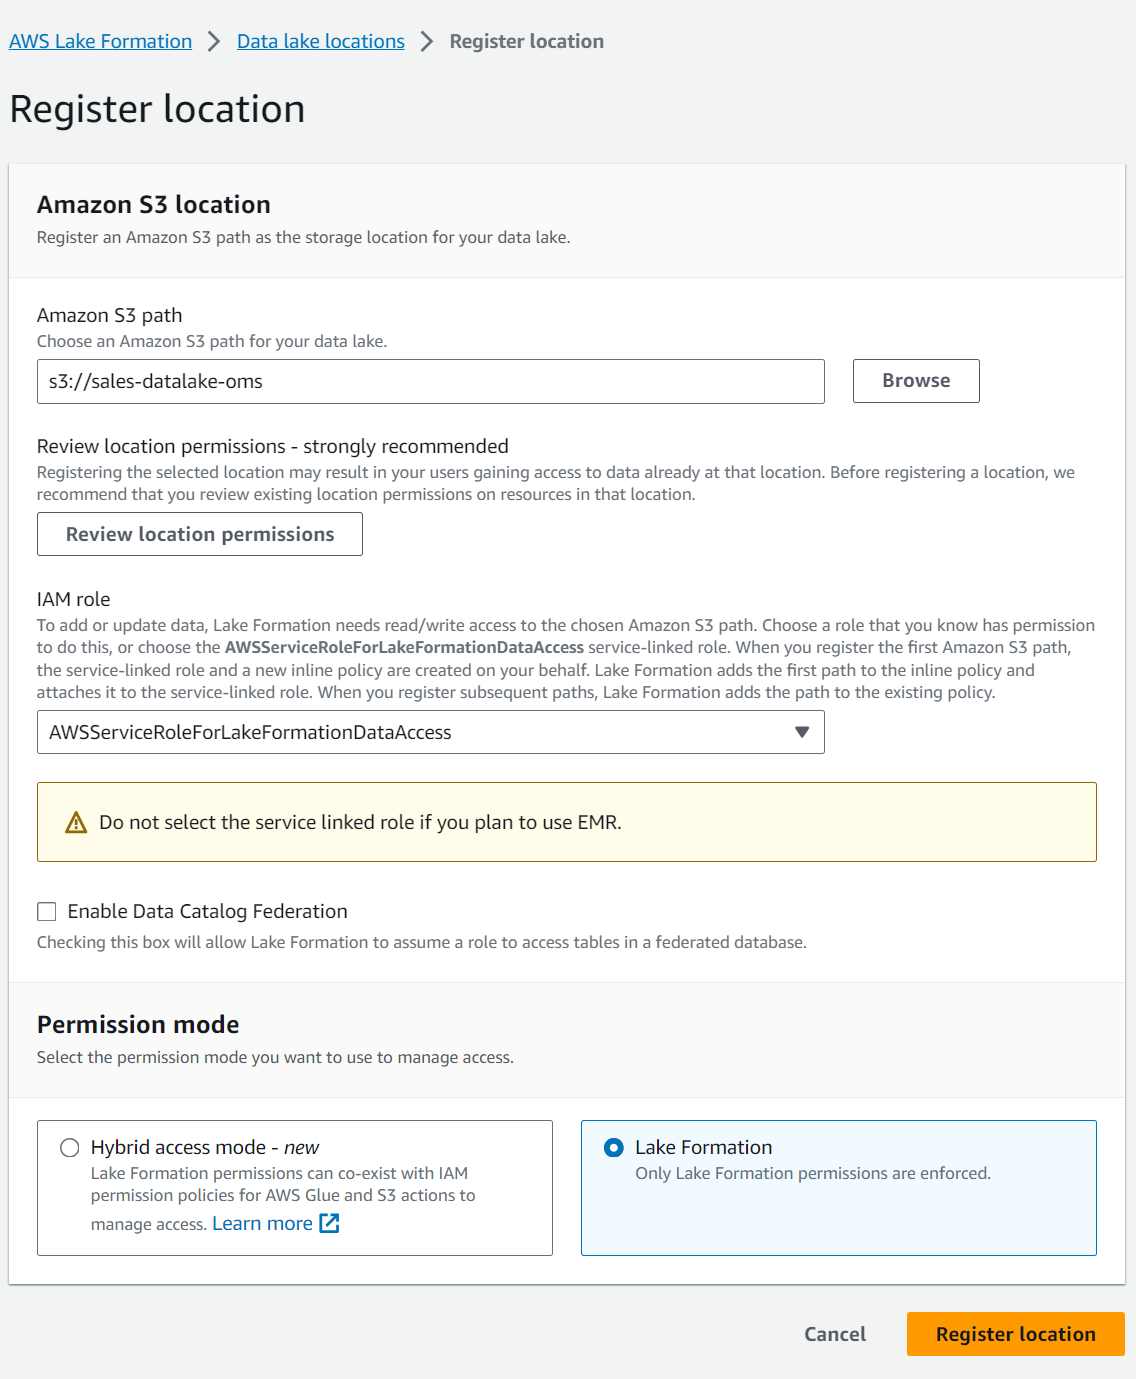 AWS Lake Formation > Data lake locations > Register location
Register location
Amazon S3 location
Register an Amazon S3 path as the storage location for your data lake.
Amazon S3 path
Choose an Amazon S3 path for your data lake.
s3://sales-datalake-oms
Browse
Review location permissions - strongly recommended
Registering the selected location may result in your users gaining access to data already at that location. Before registering a location, we
recommend that you review existing location permissions on resources in that location.
Review location permissions
IAM role
To add or update data, Lake Formation needs read/write access to the chosen Amazon S3 path. Choose a role that you know has permission
to do this, or choose the AWSServiceRoleForLakeFormationDataAccess service-linked role. When you register the first Amazon S3 path,
the service-linked role and a new inline policy are created on your behalf. Lake Formation adds the first path to the inline policy and
attaches it to the service-linked role. When you register subsequent paths, Lake Formation adds the path to the existing policy.
AWSServiceRoleForLakeFormationDataAccess
Do not select the service linked role if you plan to use EMR.
Enable Data Catalog Federation
Checking this box will allow Lake Formation to assume a role to access tables in a federated database.
Permission mode
Select the permission mode you want to use to manage access.
Hybrid access mode - new
Lake Formation permissions can co-exist with IAM
permission policies for AWS Glue and S3 actions to
manage access. Learn more
Lake Formation
Only Lake Formation permissions are enforced.
Cancel
Register location